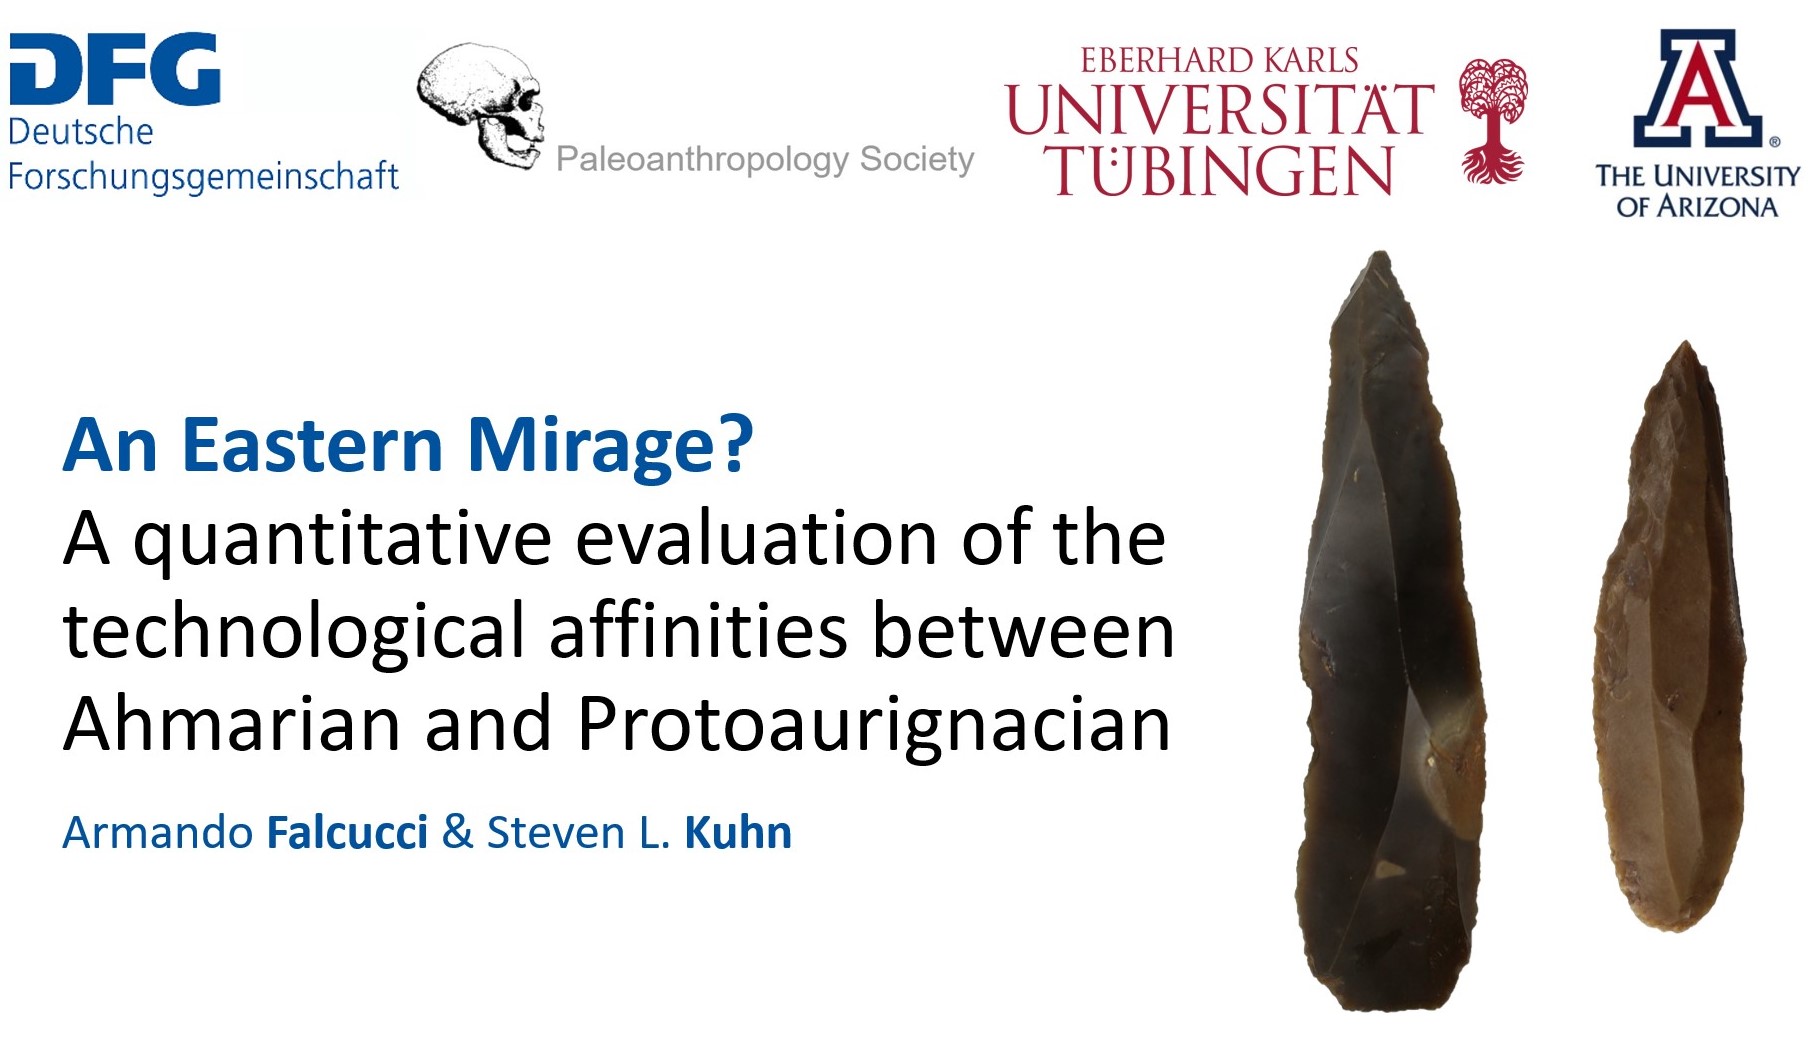 DFG
Deutsche
Forschungsgemeinschaft
Paleoanthropology Society
EBERHARD KARLS
UNIVERSITÄT
TÜBINGEN
A ®
THE UNIVERSITY
OF ARIZONA
An Eastern Mirage?
A quantitative evaluation of the
technological affinities between
Ahmarian and Protoaurignacian
Armando Falcucci & Steven L. Kuhn